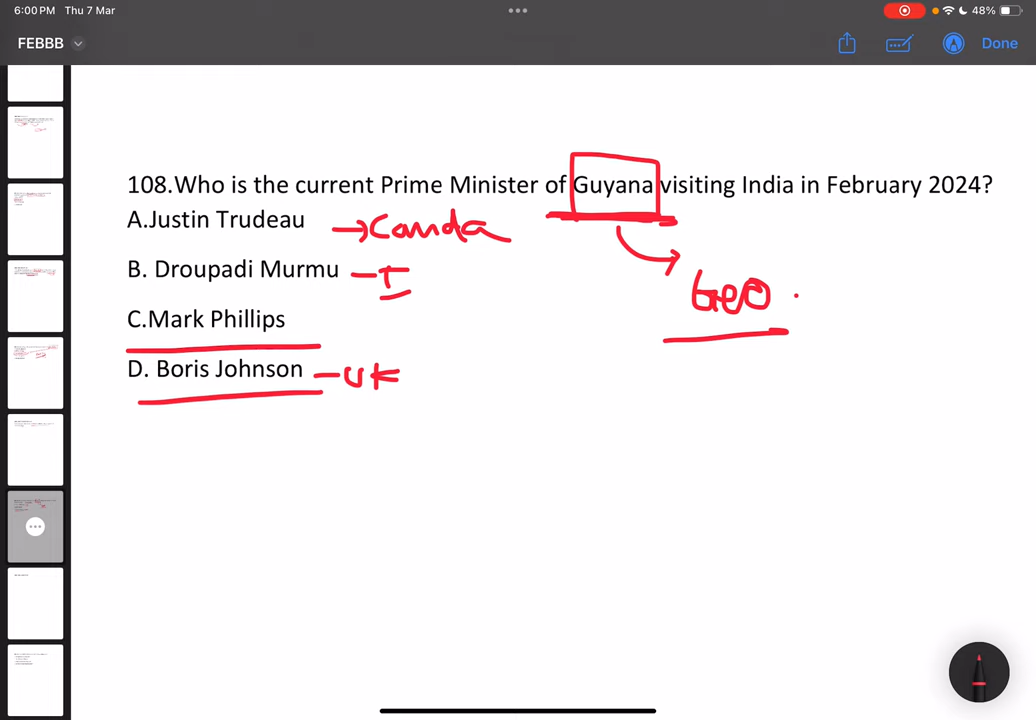 6:00 PM Thu 7 Mar
48%
FEBBB
Done
108.Who is the current Prime Minister of Guyana visiting India in February 2024?
A.Justin Trudeau → Canda
B. Droupadi Murmu - I
Geo
C.Mark Phillips
D. Boris Johnson - UK